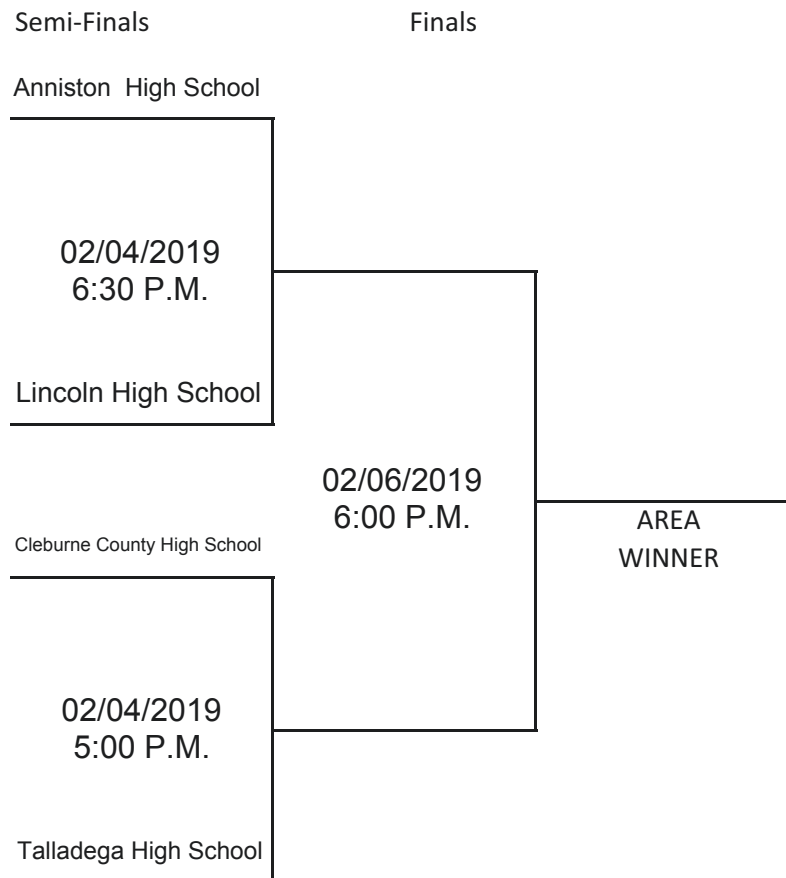 Semi-Finals Finals
Anniston High School
02/04/2019
6:30 P.M.
Lincoln High School
02/06/2019
6:00 P.M.
AREA
WINNER
Cleburne County High School
02/04/2019
5:00 P.M.
Talladega High School